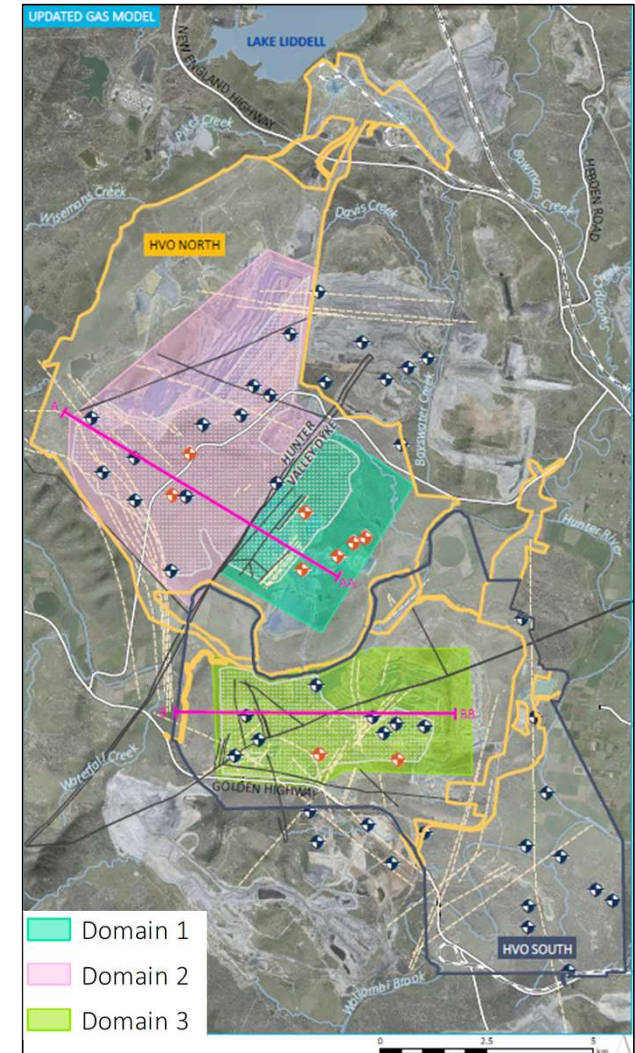 UPDATED GAS MODEL
LAKE LIDDELL
NEW ENGLAND HIGHWAY
Pikes Creek
Bowmans Creek
HEBDEN ROAD
Wisemans Creek
Davis Creek
HVO NORTH
Bayswater Creek
A
HUNTER
VALLEY DYKE
Hunter River
AA
BB
Waterfall Creek
GOLDEN HIGHWAY
Domain 1
Domain 2
Domain 3
HVO SOUTH
Wollombi Brook
0 2.5 5
km